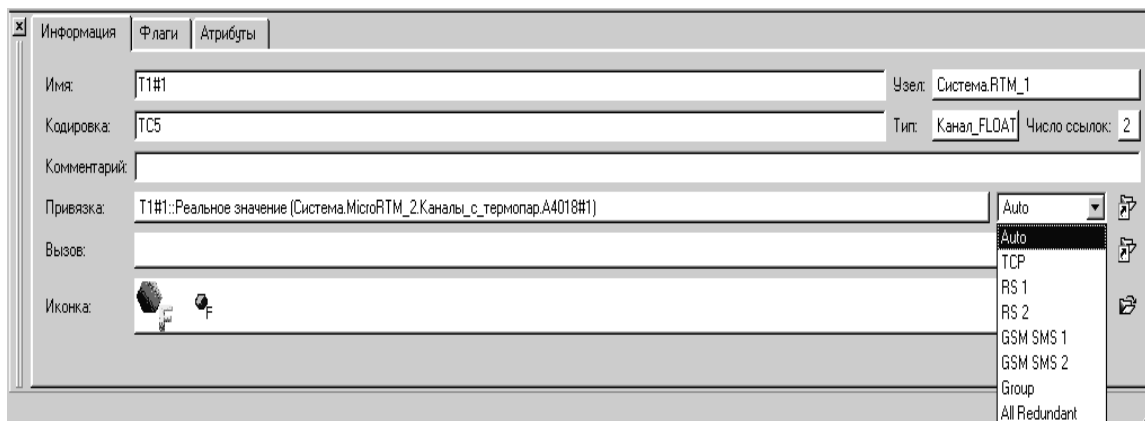 Информация Флаги Атрибуты
Имя: T1#1 Узел: Система.RTM_1
Кодировка: TC5 Тип: Канал_FLOAT Число ссылок: 2
Комментарий:
Привязка: T1#1::Реальное значение (Система.MicroRTM_2.Каналы_с_термопар.A4018#1) Auto
Auto
Вызов:
TCP
RS 1
Иконка: F F
RS 2
GSM SMS 1
GSM SMS 2
Group
All Redundant